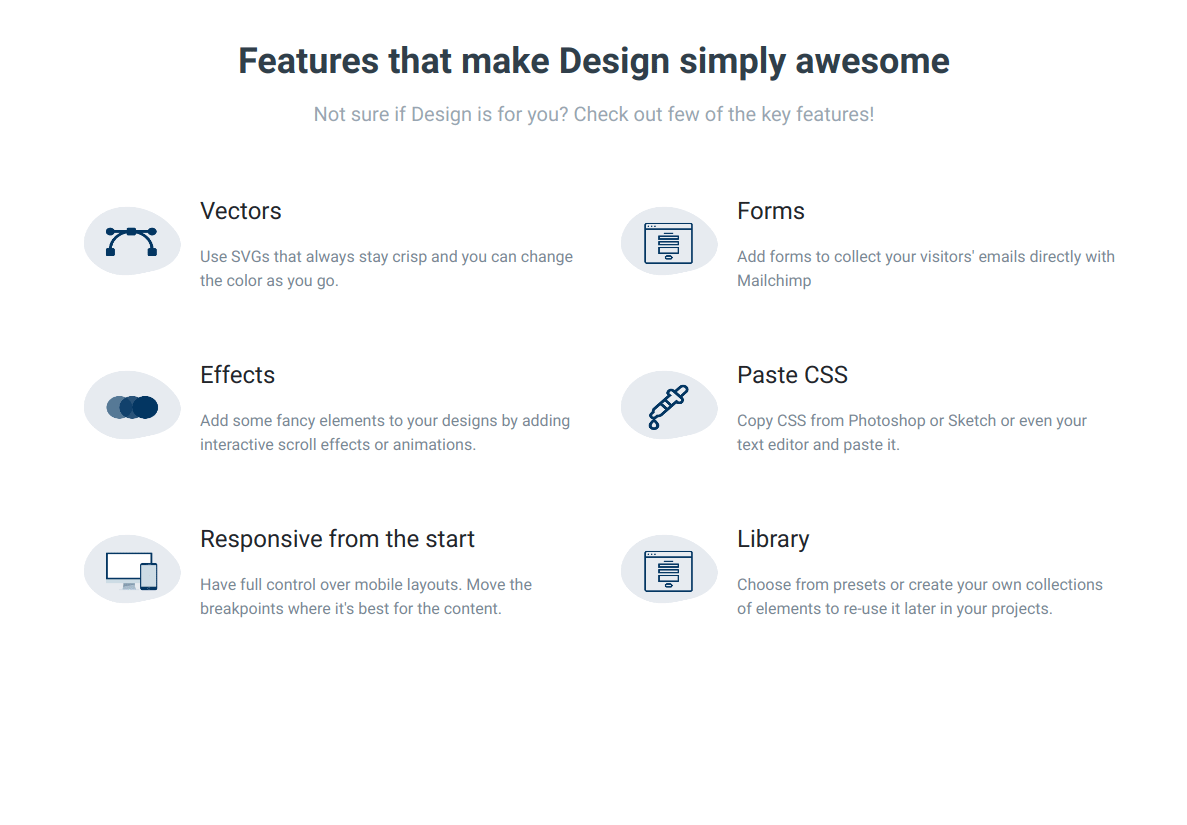 Features that make Design simply awesome
Not sure if Design is for you? Check out few of the key features!
Vectors
Use SVGs that always stay crisp and you can change
the color as you go.
Forms
Add forms to collect your visitors' emails directly with
Mailchimp
Effects
Add some fancy elements to your designs by adding
interactive scroll effects or animations.
Paste CSS
Copy CSS from Photoshop or Sketch or even your
text editor and paste it.
Responsive from the start
Have full control over mobile layouts. Move the
breakpoints where it's best for the content.
Library
Choose from presets or create your own collections
of elements to re-use it later in your projects.